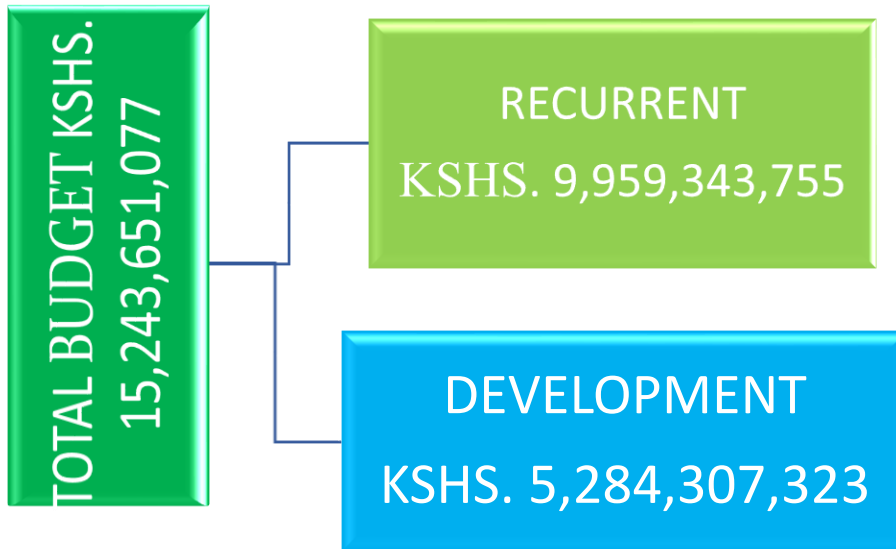 TOTAL BUDGET KSHS.
15,243,651,077
RECURRENT
KSHS. 9,959,343,755
DEVELOPMENT
KSHS. 5,284,307,323